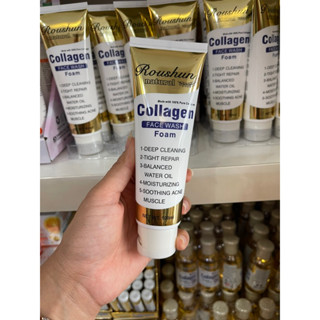 Roushun
natural
Collagen
FACE WASH
Foam
1-DEEP CLEANING
2-TIGHT REPAIR
3-BALANCED
WATER OIL
4-MOISTURIZING
5-SOOTHING ACNE
MUSCLE